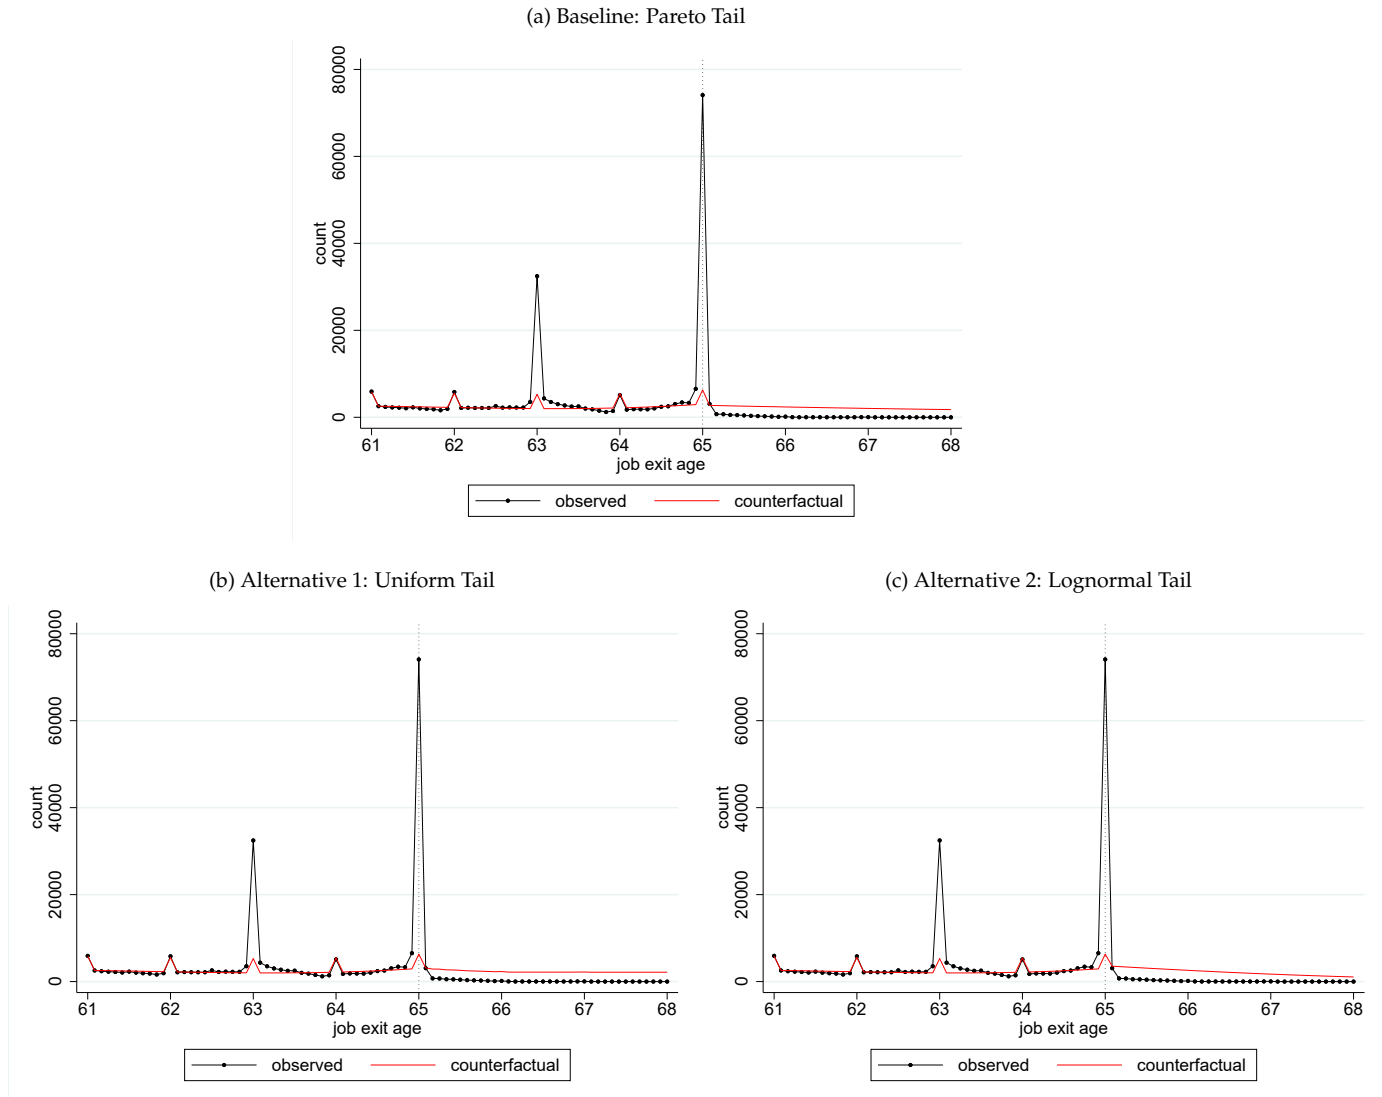 (a) Baseline: Pareto Tail
80000
60000
40000
20000
0
count
61 62 63 64 65 66 67 68
job exit age
observed counterfactual
(b) Alternative 1: Uniform Tail
80000
60000
40000
20000
0
count
61 62 63 64 65 66 67 68
job exit age
observed counterfactual
(c) Alternative 2: Lognormal Tail
80000
60000
40000
20000
0
count
61 62 63 64 65 66 67 68
job exit age
observed counterfactual